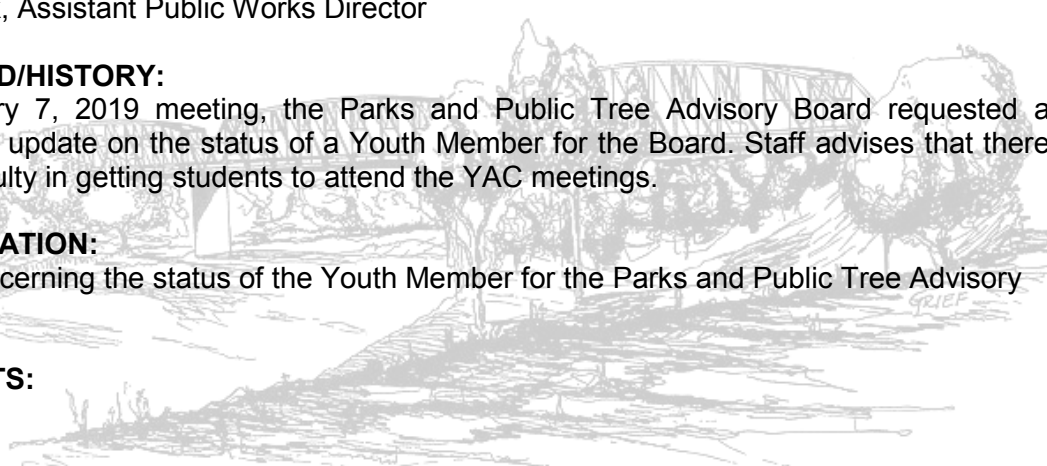 , Assistant Public Works Director
D/HISTORY:
ry 7, 2019 meeting, the Parks and Public Tree Advisory Board requested a
update on the status of a Youth Member for the Board. Staff advises that there
ulty in getting students to attend the YAC meetings.
ATION:
cerning the status of the Youth Member for the Parks and Public Tree Advisory
GRIEF
TS: